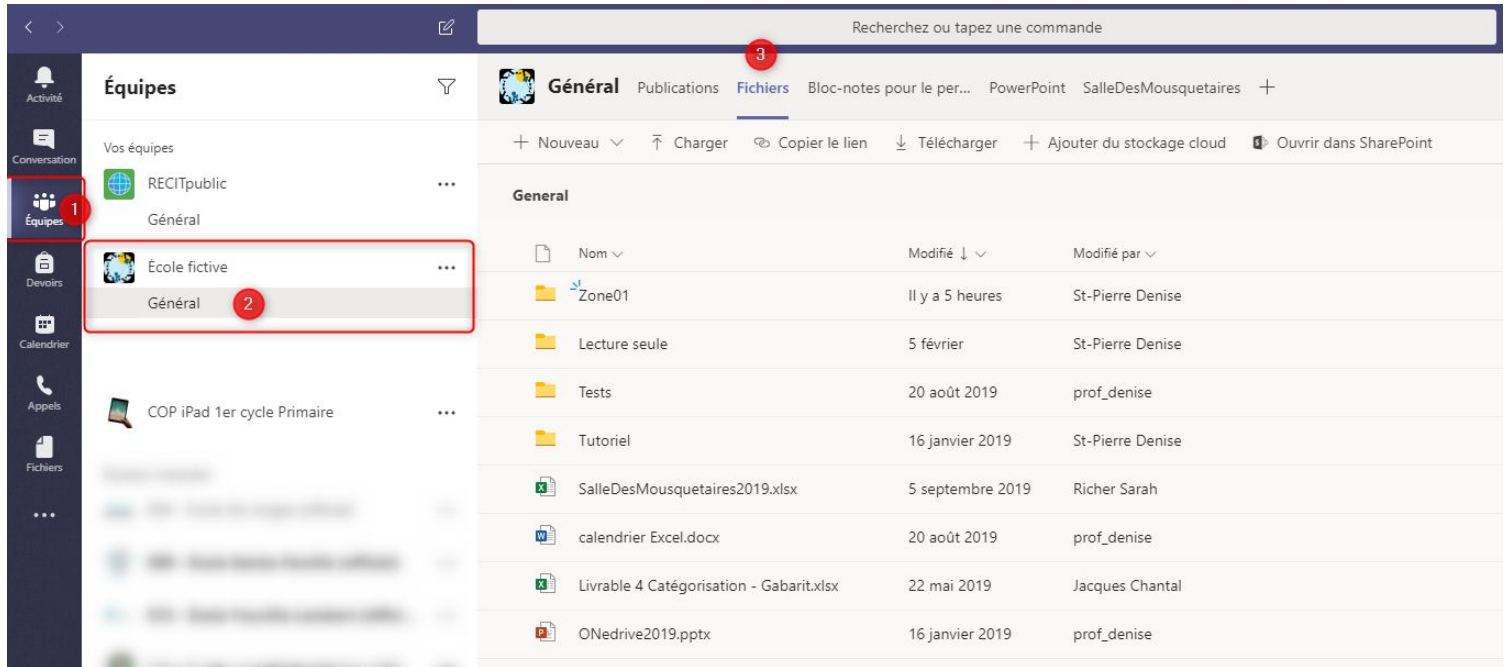 Recherchez ou tapez une commande
3
Activité
Équipes
Général Publications Fichiers Bloc-notes pour le per... PowerPoint SalleDesMousquetaires
Conversation
Vos équipes
Nouveau Charger Copier le lien Télécharger Ajouter du stockage cloud Ouvrir dans SharePoint
RECITpublic
Général
General
Équipes 1
École fictive
Général 2
Devoirs
Calendrier
Appels
COP iPad 1er cycle Primaire
Fichiers
Nom Modifié Modifié par
Zone01 Il y a 5 heures St-Pierre Denise
Lecture seule 5 février St-Pierre Denise
Tests 20 août 2019 prof_denise
Tutoriel 16 janvier 2019 St-Pierre Denise
SalleDesMousquetaires2019.xlsx 5 septembre 2019 Richer Sarah
calendrier Excel.docx 20 août 2019 prof_denise
Livrable 4 Catégorisation - Gabarit.xlsx 22 mai 2019 Jacques Chantal
ONedrive2019.pptx 16 janvier 2019 prof_denise